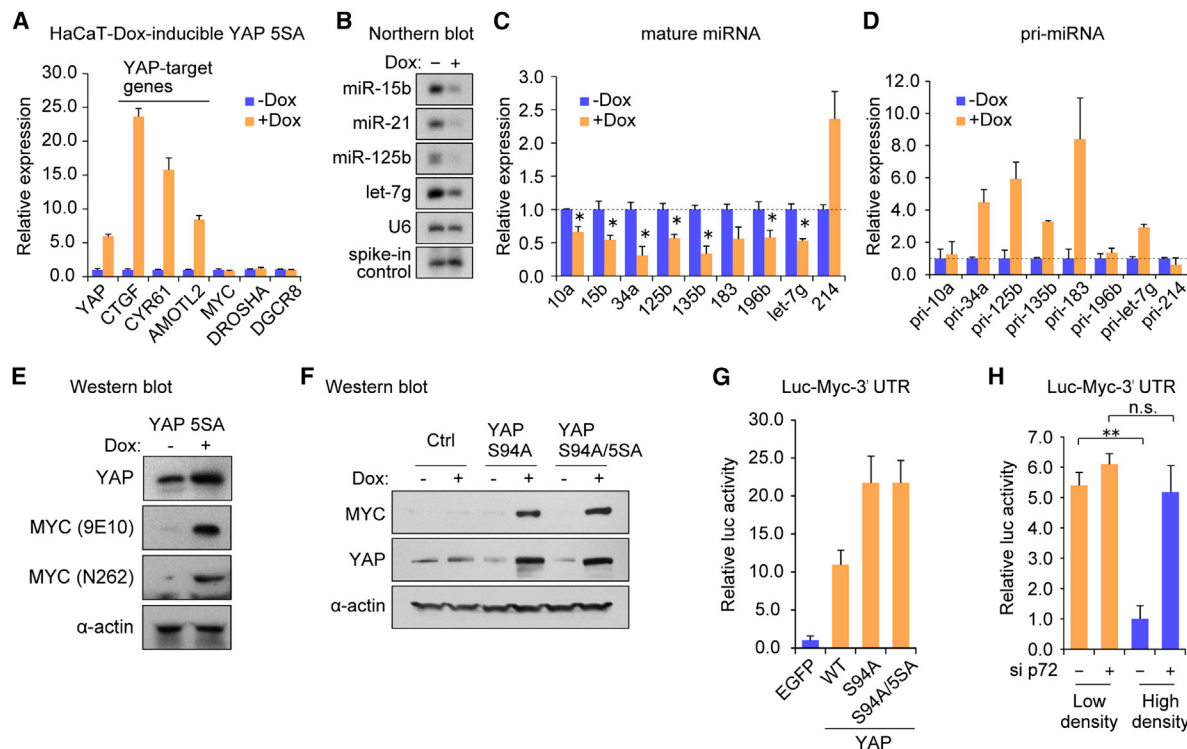 A
HaCaT-Dox-inducible YAP 5SA
YAP-target
genes
-Dox
+Dox
Relative expression
30.0
25.0
20.0
15.0
10.0
5.0
0.0
YAP
CTGF
CYR61
AMOTL2
MYC
DROSHA
DGCR8
B
Northern blot
Dox: – +
miR-15b
miR-21
miR-125b
let-7g
U6
spike-in
control
C
mature miRNA
-Dox
+Dox
Relative expression
3.0
2.5
2.0
1.5
1.0
0.5
0.0
* * * * * * *
10a
15b
34a
125b
135b
183
196b
let-7g
214
D
pri-miRNA
-Dox
+Dox
Relative expression
12.0
10.0
8.0
6.0
4.0
2.0
0.0
pri-10a
pri-34a
pri-125b
pri-135b
pri-183
pri-196b
pri-let-7g
pri-214
E
Western blot
YAP 5SA
Dox: - +
YAP
MYC (9E10)
MYC (N262)
α-actin
F
Western blot
Ctrl
YAP
S94A
YAP
S94A/5SA
Dox: - + - + - +
MYC
YAP
α-actin
G
Luc-Myc-3' UTR
Relative luc activity
30.0
25.0
20.0
15.0
10.0
5.0
0.0
EGFP
WT
S94A
S94A/5SA
YAP
H
Luc-Myc-3' UTR
n.s.
**
Relative luc activity
7.0
6.0
5.0
4.0
3.0
2.0
1.0
0.0
si p72 – + – +
Low
density
High
density